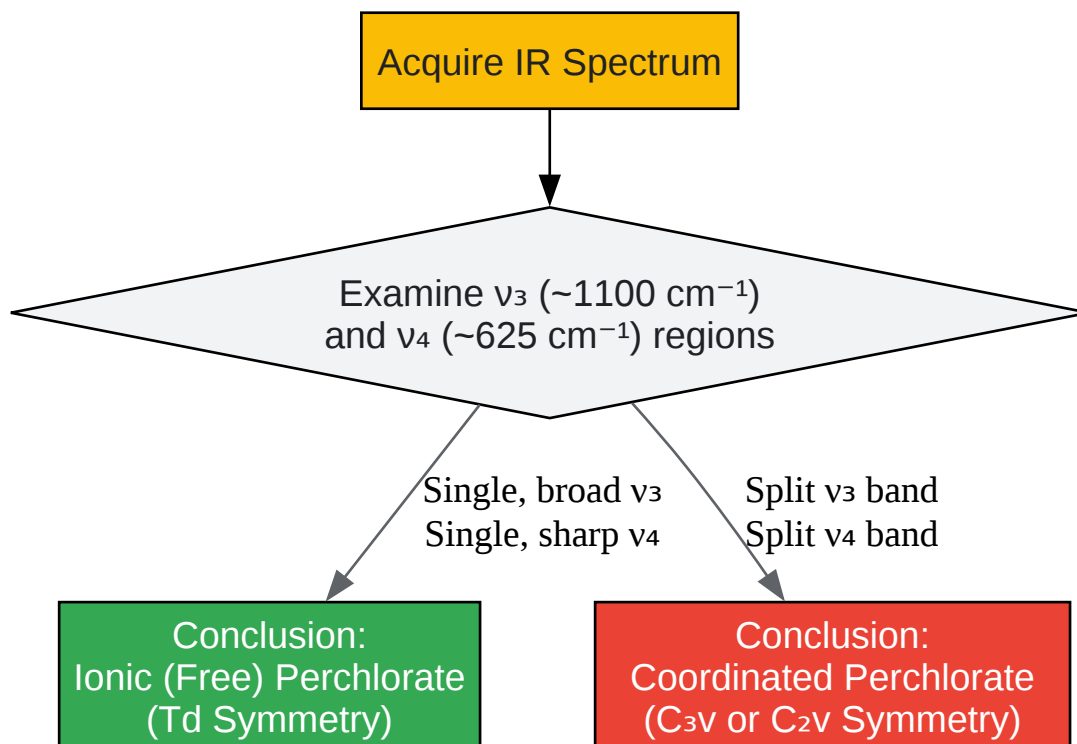 Acquire IR Spectrum
Examine ν₃ (~1100 cm⁻¹)
and ν₄ (~625 cm⁻¹) regions
Single, broad ν₃
Single, sharp ν₄
Split ν₃ band
Split ν₄ band
Conclusion:
Ionic (Free) Perchlorate
(Td Symmetry)
Conclusion:
Coordinated Perchlorate
(C₃v or C₂v Symmetry)